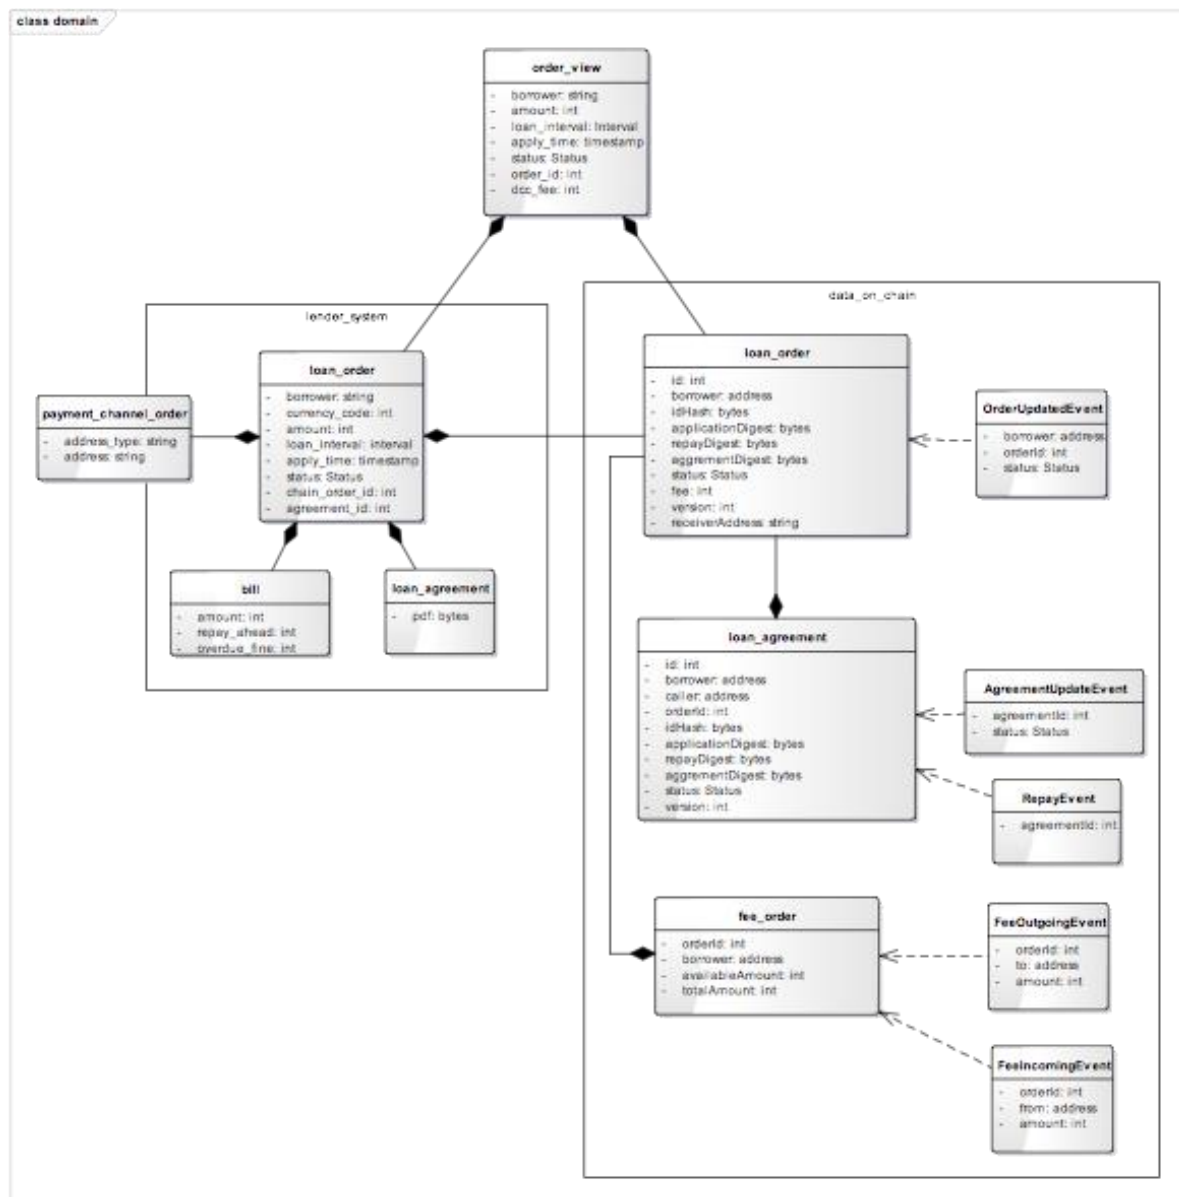 class domain
order_view
- borrower: string
- amount: int
- loan_interval: Interval
- apply_time: timestamp
- status: Status
- order_id: int
- dcc_fee: int
lender_system
loan_order
- borrower: string
- currency_code: int
- amount: int
- loan_interval: interval
- apply_time: timestamp
- status: Status
- chain_order_id: int
- agreement_id: int
payment_channel_order
- address_type: string
- address: string
bill
- amount: int
- repay_ahead: int
- overdue_fine: int
loan_agreement
- pdf: bytes
data_on_chain
loan_order
- id: int
- borrower: address
- idHash: bytes
- applicationDigest: bytes
- repayDigest: bytes
- aggrementDigest: bytes
- status: Status
- fee: int
- version: int
- receiverAddress: string
OrderUpdatedEvent
- borrower: address
- orderId: int
- status: Status
loan_agreement
- id: int
- borrower: address
- caller: address
- orderId: int
- idHash: bytes
- applicationDigest: bytes
- repayDigest: bytes
- aggrementDigest: bytes
- status: Status
- version: int
AgreementUpdateEvent
- agreementId: int
- status: Status
RepayEvent
- agreementId: int
fee_order
- orderId: int
- borrower: address
- availableAmount: int
- totalAmount: int
FeeOutgoingEvent
- orderId: int
- to: address
- amount: int
FeeIncomingEvent
- orderId: int
- from: address
- amount: int